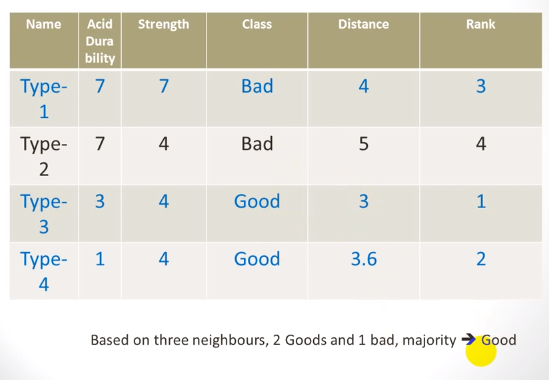 Name Acid Dura bility Strength Class Distance Rank
Type-1 7 7 Bad 4 3
Type-2 7 4 Bad 5 4
Type-3 3 4 Good 3 1
Type-4 1 4 Good 3.6 2
Based on three neighbours, 2 Goods and 1 bad, majority ➔ Good